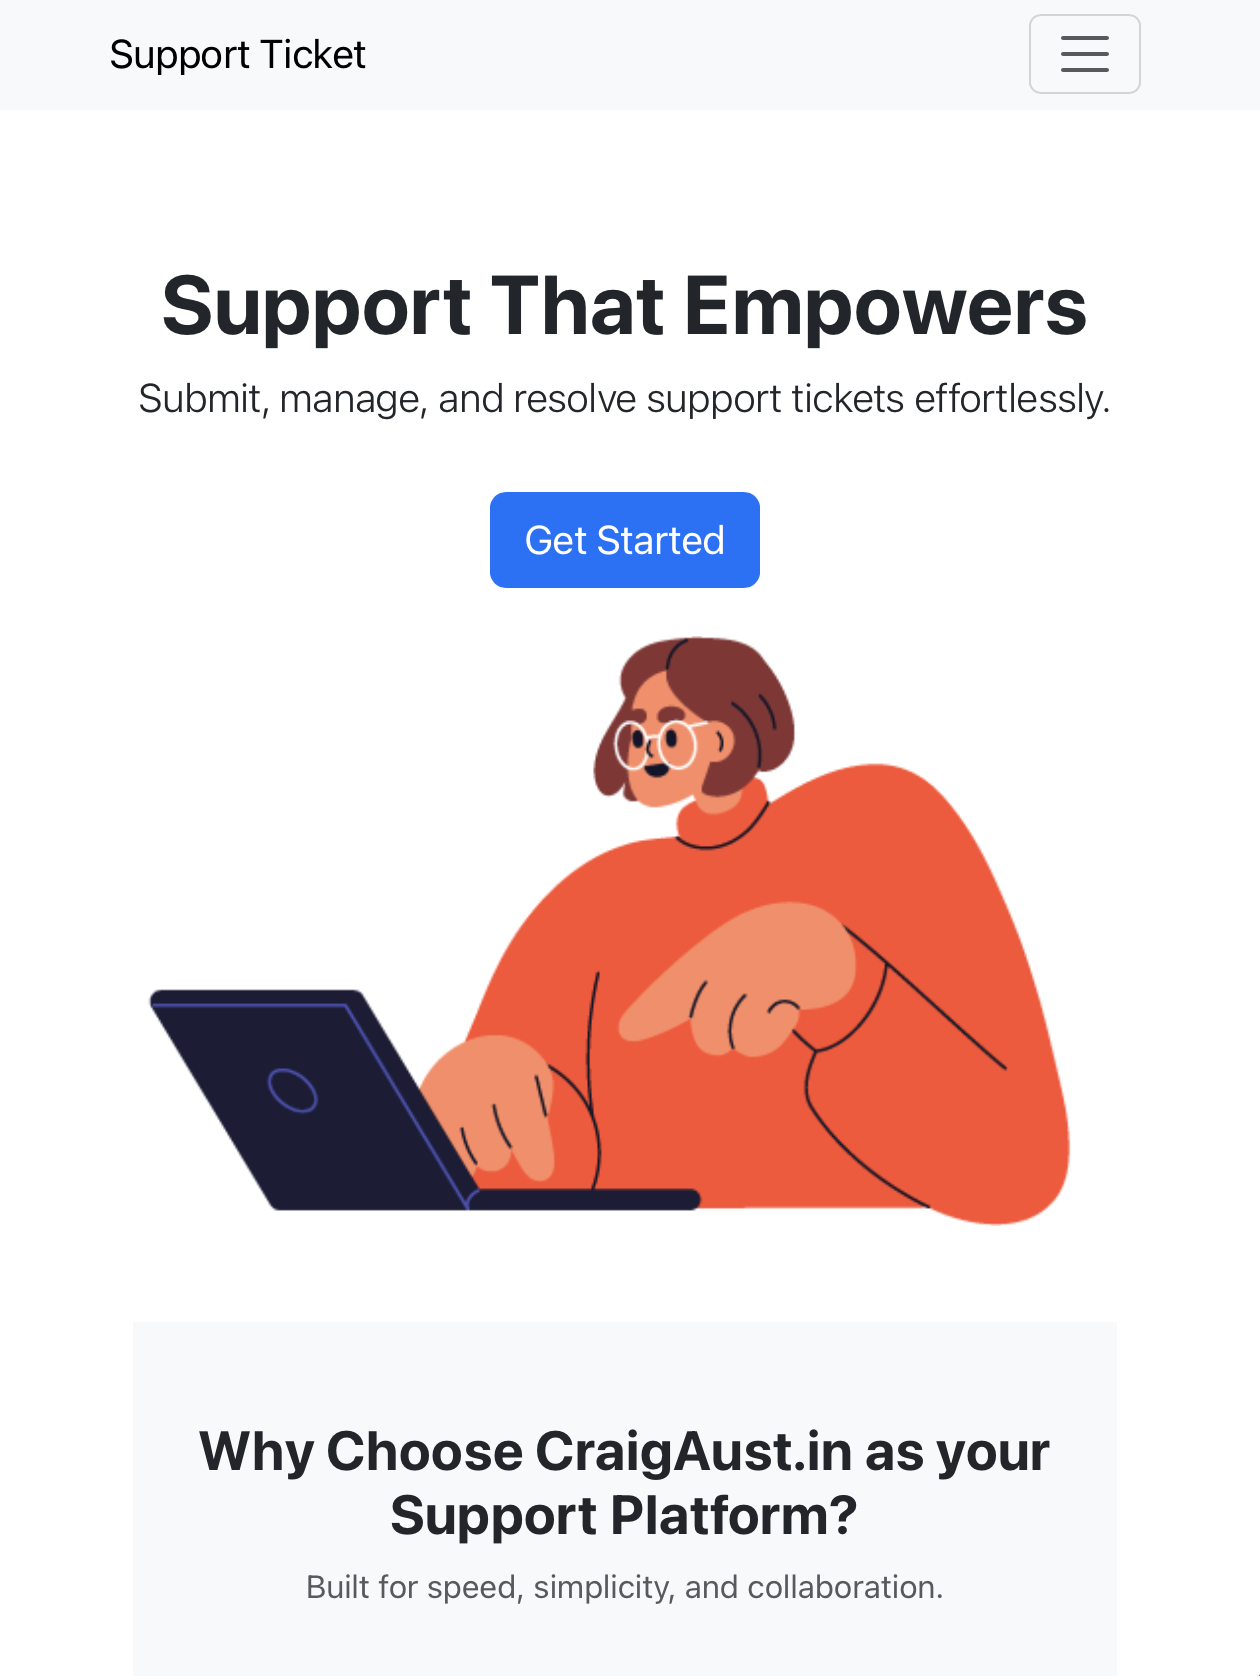 Support Ticket
Support That Empowers
Submit, manage, and resolve support tickets effortlessly.
Get Started
Why Choose CraigAust.in as your
Support Platform?
Built for speed, simplicity, and collaboration.